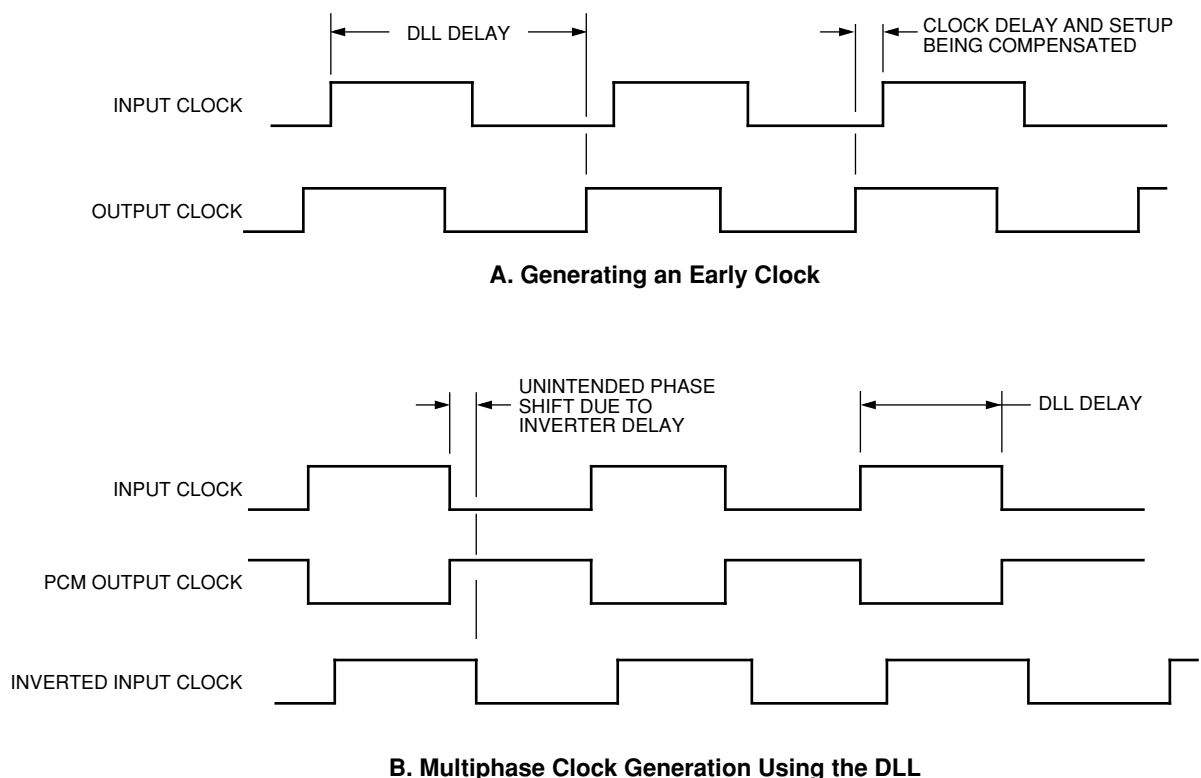 DLL DELAY
CLOCK DELAY AND SETUP
BEING COMPENSATED
INPUT CLOCK
OUTPUT CLOCK
A. Generating an Early Clock
UNINTENDED PHASE
SHIFT DUE TO
INVERTER DELAY
DLL DELAY
INPUT CLOCK
PCM OUTPUT CLOCK
INVERTED INPUT CLOCK
B. Multiphase Clock Generation Using the DLL